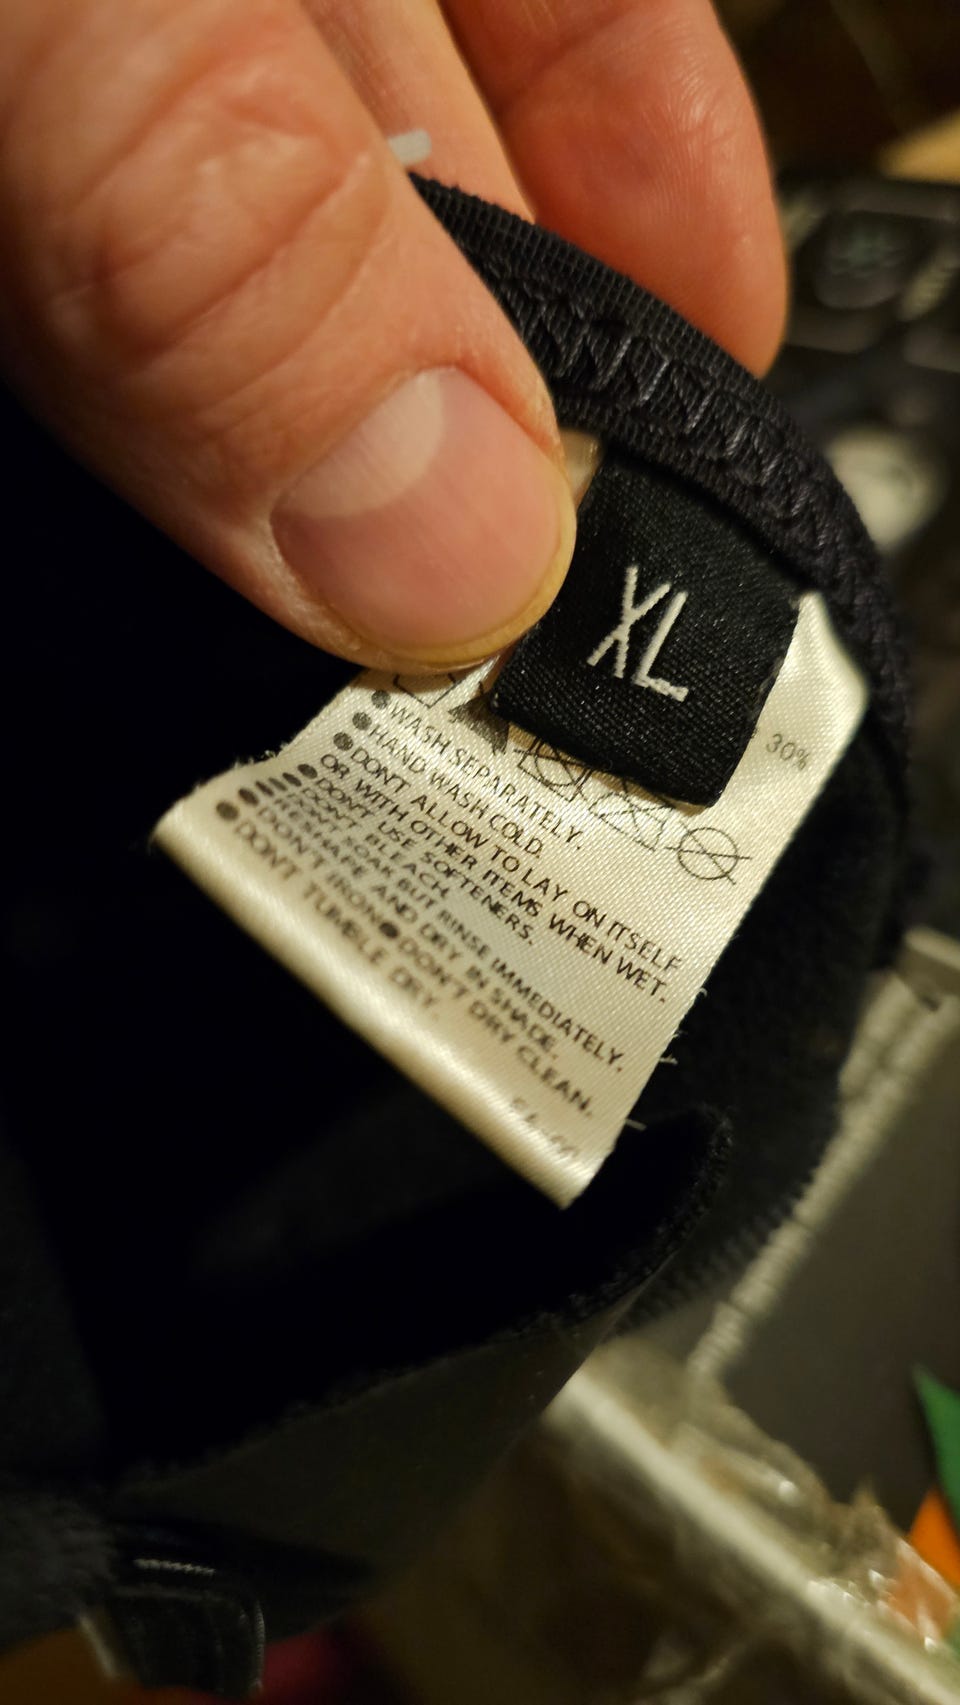 XL
30%
●WASH SEPARATELY.
●HAND WASH COLD.
●DON'T ALLOW TO LAY ON ITSELF
OR WITH OTHER ITEMS WHEN WET.
●DON'T USE SOFTENERS.
●DON'T BLEACH
SOAK BUT RINSE IMMEDIATELY.
●RESHAPE AND DRY IN SHADE.
●DON'T IRON●DON'T DRY CLEAN.
●DON'T TUMBLE DRY.